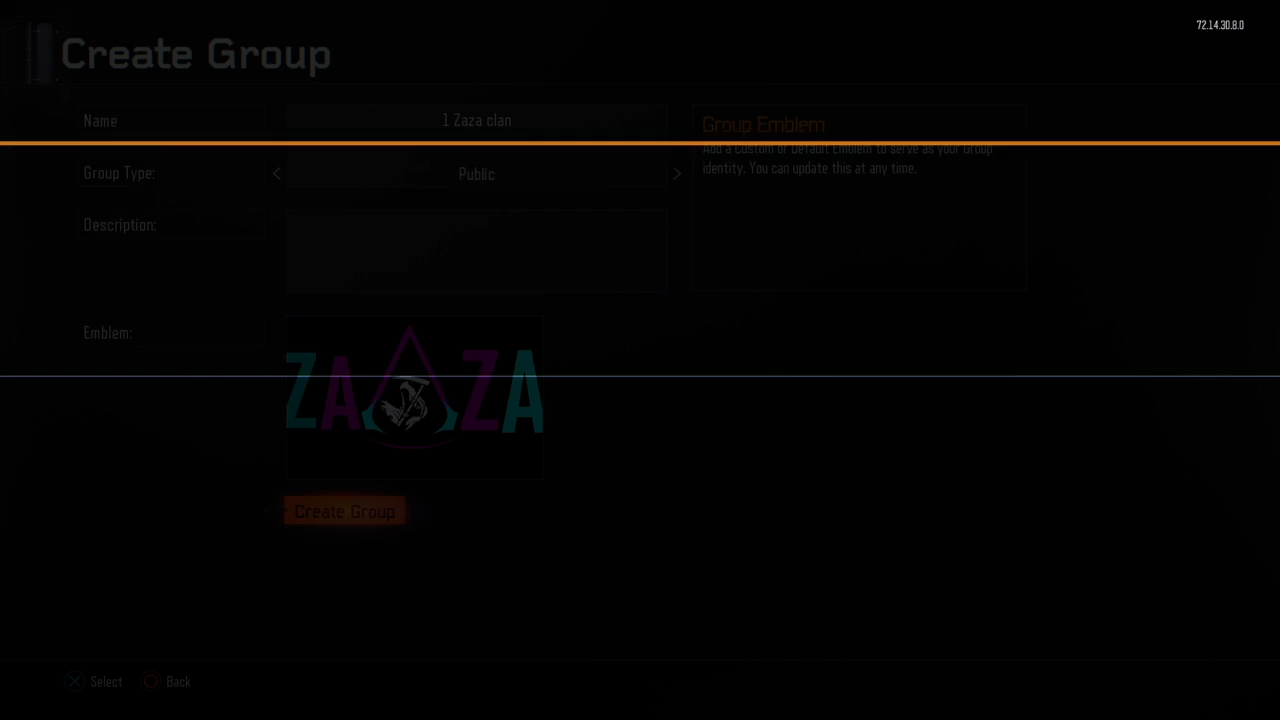 72.14.30.8.0
Create Group
Name
1 Zaza clan
Group Emblem
Add a Custom or Default Emblem to serve as your Group
identity. You can update this at any time.
Group Type:
Public
Description:
Emblem:
ZA ZA
Create Group
Select
Back